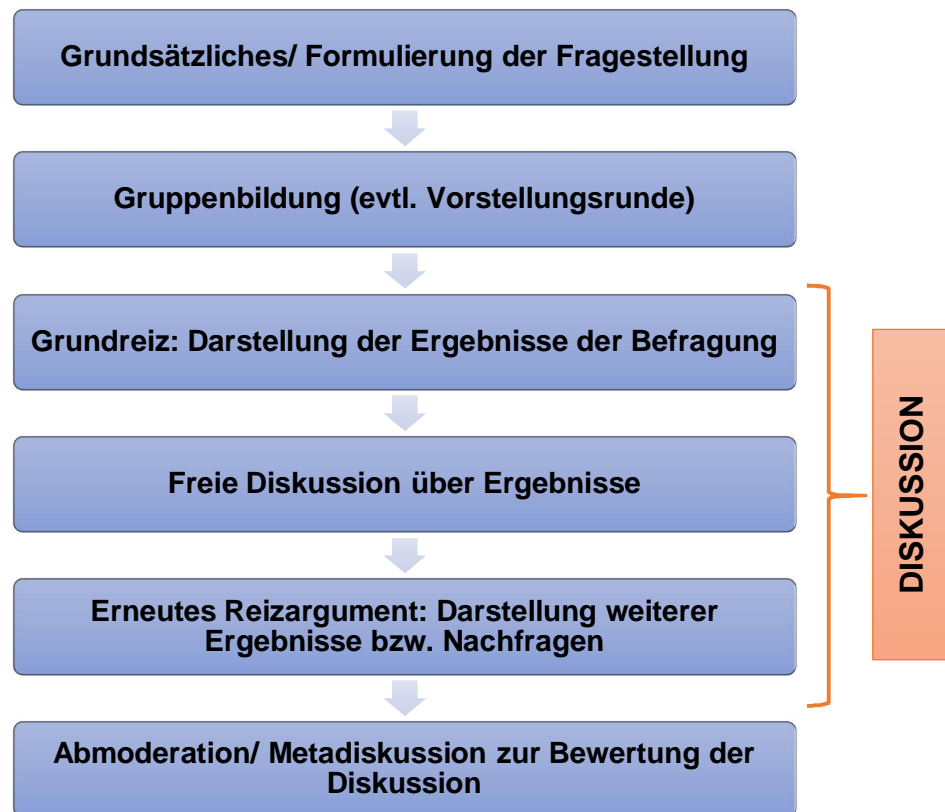 Grundsätzliches/ Formulierung der Fragestellung
Gruppenbildung (evtl. Vorstellungsrunde)
Grundreiz: Darstellung der Ergebnisse der Befragung
Freie Diskussion über Ergebnisse
Erneutes Reizargument: Darstellung weiterer
Ergebnisse bzw. Nachfragen
Abmoderation/ Metadiskussion zur Bewertung der
Diskussion
DISKUSSION